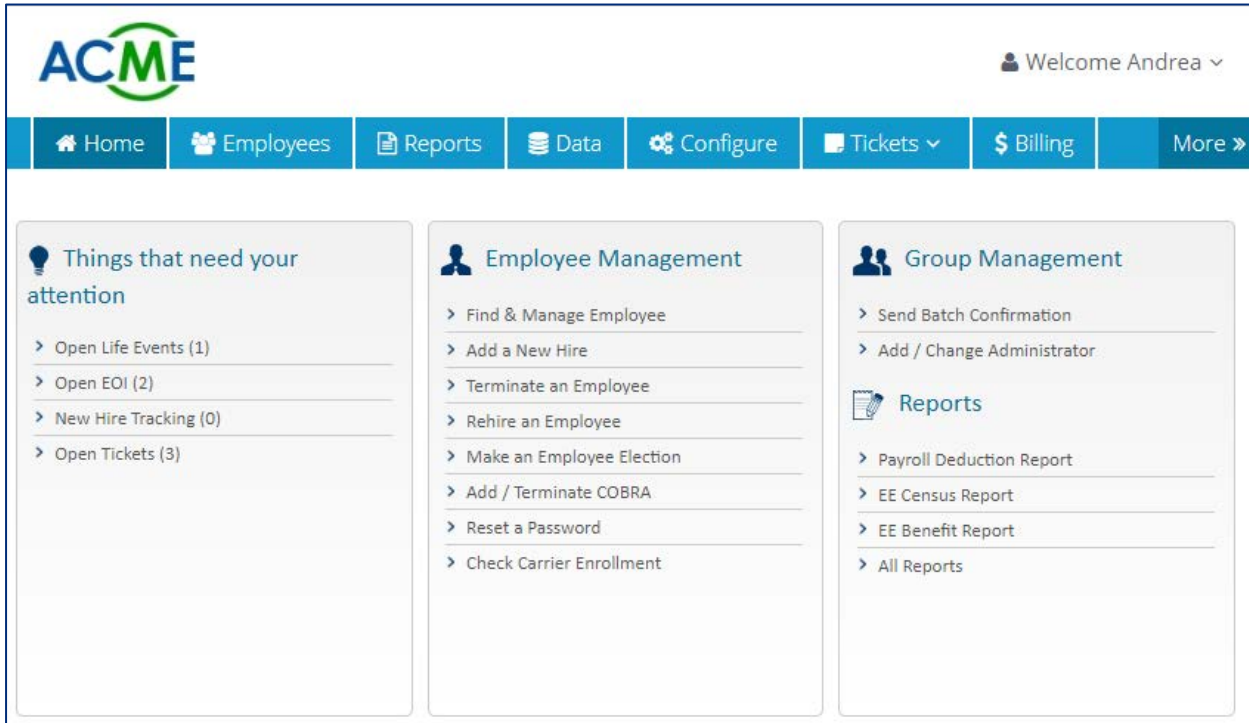 ACME
Welcome Andrea
Home Employees Reports Data Configure Tickets $ Billing More »
Things that need your
attention
> Open Life Events (1)
> Open EOI (2)
> New Hire Tracking (0)
> Open Tickets (3)
Employee Management
> Find & Manage Employee
> Add a New Hire
> Terminate an Employee
> Rehire an Employee
> Make an Employee Election
> Add / Terminate COBRA
> Reset a Password
> Check Carrier Enrollment
Group Management
> Send Batch Confirmation
> Add / Change Administrator
Reports
> Payroll Deduction Report
> EE Census Report
> EE Benefit Report
> All Reports